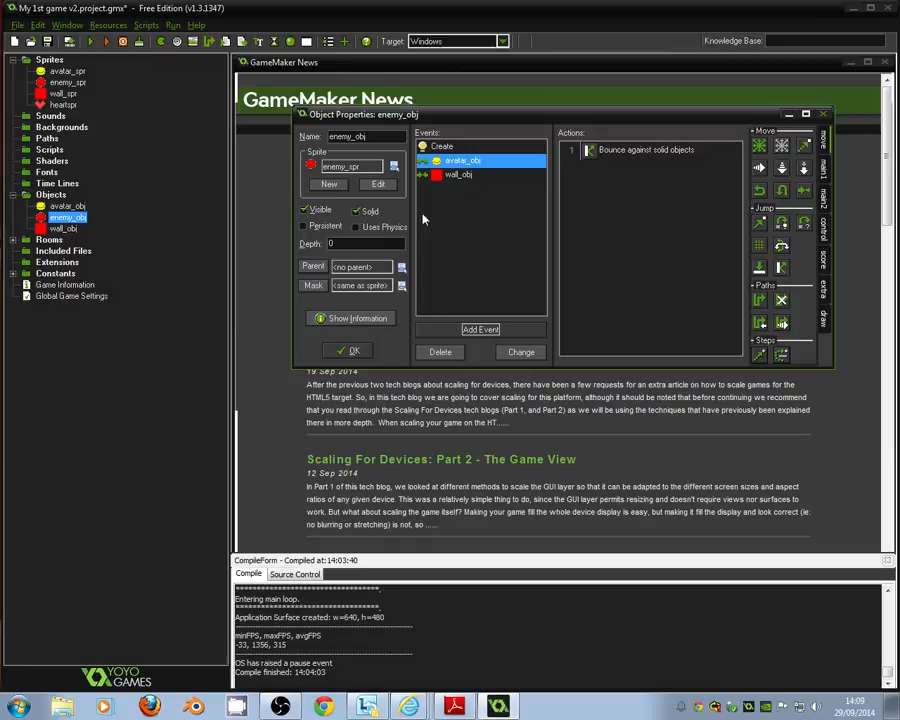 My 1st game v2.project.gmx* - Free Edition (v1.3.1347)
File Edit Window Resources Scripts Run Help
Target: Windows
Knowledge Base:
Sprites
avatar_spr
enemy_spr
wall_spr
heartspr
Sounds
Backgrounds
Paths
Scripts
Shaders
Fonts
Time Lines
Objects
avatar_obj
enemy_obj
wall_obj
Rooms
Included Files
Extensions
Constants
Game Information
Global Game Settings
YOYO
GAMES
GameMaker News
GameMaker News
Object Properties: enemy_obj
Name: enemy_obj
Sprite
enemy_spr
New Edit
Visible Solid
Persistent Uses Physics
Depth: 0
Parent <no parent>
Mask <same as sprite>
Show Information
OK
Events:
Create
avatar_obj
wall_obj
Add Event
Delete Change
Actions:
1 Bounce against solid objects
Move
Jump
Paths
Steps
move
main1
main2
control
score
extra
draw
19 Sep 2014
After the previous two tech blogs about scaling for devices, there have been a few requests for an extra article on how to scale games for the
HTML5 target. So, in this tech blog we are going to cover scaling for this platform, although it should be noted that before continuing we recommend
that you read through the Scaling For Devices tech blogs (Part 1, and Part 2) as we will be using the techniques that have previously been explained
there in more depth. When scaling your game on the HT......
Scaling For Devices: Part 2 - The Game View
12 Sep 2014
In Part 1 of this tech blog, we looked at different methods to scale the GUI layer so that it can be adapted to the different screen sizes and aspect
ratios of any given device. This was a relatively simple thing to do, since the GUI layer permits resizing and doesn't require views nor surfaces to
work. But what about scaling the game itself? Making your game fill the whole device display is easy, but making it fill the display and look correct (ie:
no blurring or stretching) is not, so ......
CompileForm - Compiled at:14:03:40
Compile Source Control
***************************************.
Entering main loop.
***************************************.
Application Surface created: w=640, h=480
minFPS, maxFPS, avgFPS
-33, 1356, 315
OS has raised a pause event
Compile finished: 14:04:03
14:09
29/09/2014